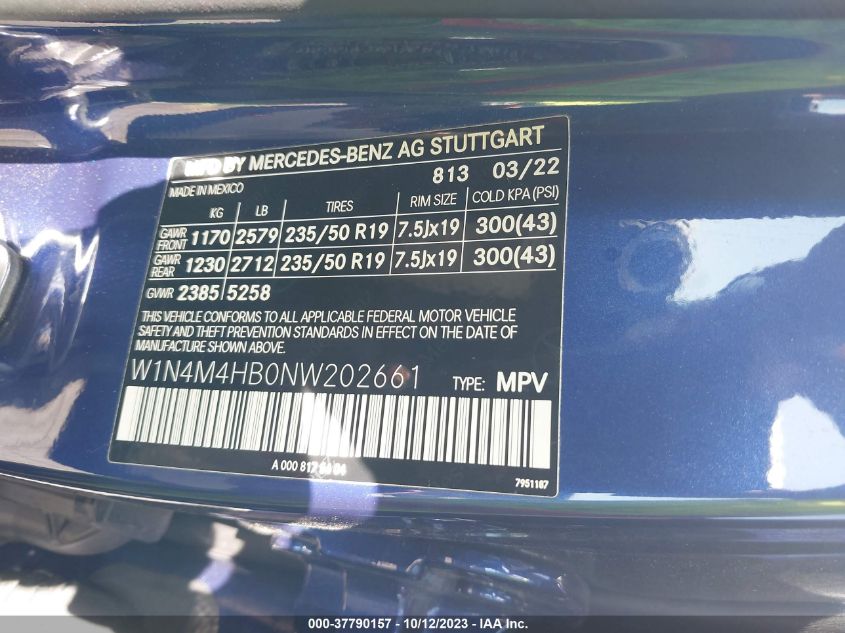 MFD BY MERCEDES-BENZ AG STUTTGART
813 03/22
MADE IN MEXICO
KG LB TIRES RIM SIZE COLD KPA (PSI)
GAWR FRONT 1170 2579 235/50 R19 7.5Jx19 300(43)
GAWR REAR 1230 2712 235/50 R19 7.5Jx19 300(43)
GVWR 2385 5258
THIS VEHICLE CONFORMS TO ALL APPLICABLE FEDERAL MOTOR VEHICLE
SAFETY AND THEFT PREVENTION STANDARDS IN EFFECT ON THE DATE OF
MANUFACTURE SHOWN ABOVE.
W1N4M4HB0NW202661 TYPE: MPV
A 000 817
7951187
000-37790157 - 10/12/2023 - IAA Inc.